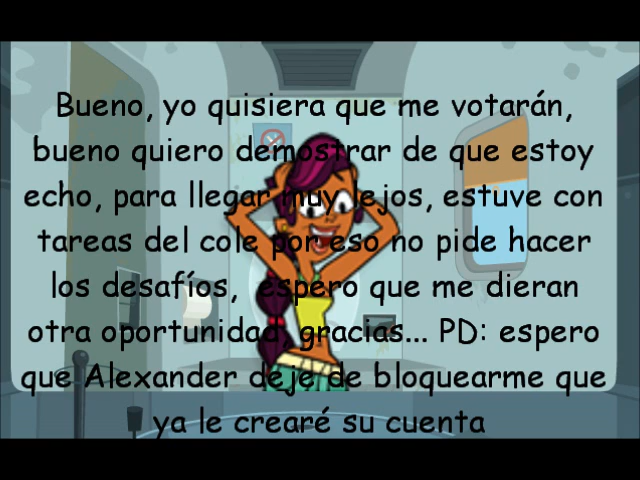 Bueno, yo quisiera que me votarán,
bueno quiero demostrar de que estoy
echo, para llegar muy lejos, estuve con
tareas del cole por eso no pide hacer
los desafíos, espero que me dieran
otra oportunidad, gracias... PD: espero
que Alexander deje de bloquearme que
ya le crearé su cuenta